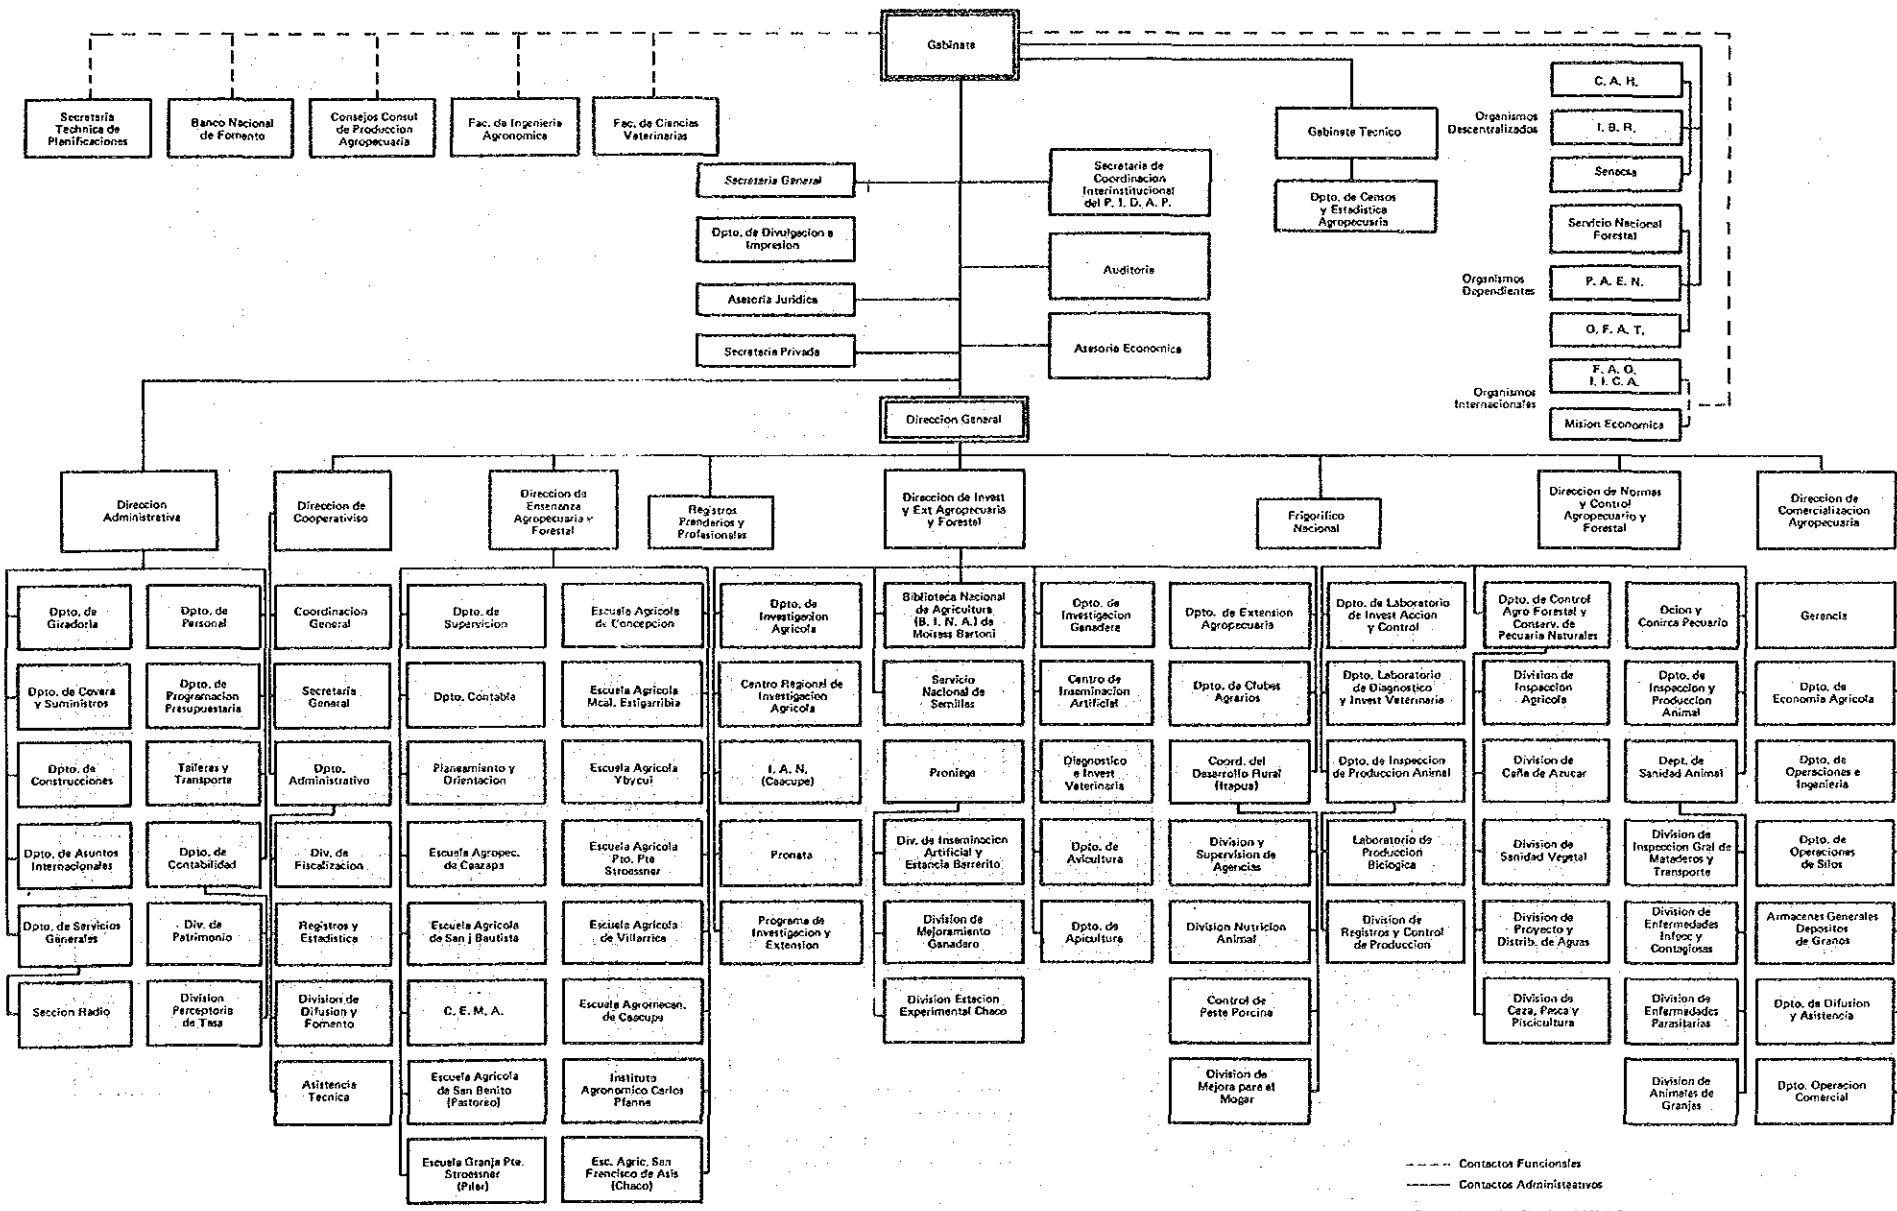 Gabinete
Secretaria
Technica de
Planificaciones
Banco Nacional
de Fomento
Consejos Consul
de Produccion
Agropecuaria
Fac. de Ingenieria
Agronomica
Fac. de Ciencias
Veterinarias
Secretaria General
Dpto. de Divulgacion e
Impresion
Asesoria Juridica
Secretaria Privada
Secretaria de
Coordinacion
Interinstitucional
del P. I. D. A. P.
Auditoria
Asesoria Economica
Gabinete Tecnico
Dpto. de Censos
y Estadistica
Agropecuaria
Organismos
Descentralizados
C. A. H.
I. B. R.
Senacsa
Organismos
Dependientes
Servicio Nacional
Forestal
P. A. E. N.
O. F. A. T.
Organismos
Internacionales
F. A. O.
I. I. C. A.
Mision Economica
Direccion General
Direccion
Administrativa
Direccion de
Cooperativiso
Direccion de
Ensenanza
Agropecuaria y
Forestal
Registros
Prendarios y
Profesionales
Direccion de Invest
y Ext Agropecuaria
y Forestal
Frigorifico
Nacional
Direccion de Normas
y Control
Agropecuario y
Forestal
Direccion de
Comercializacion
Agropecuaria
Dpto. de
Giradoria
Dpto. de
Personal
Coordinacion
General
Dpto. de
Supervision
Escuela Agricola
de Concepcion
Dpto. de
Investigacion
Agricola
Biblioteca Nacional
de Agricultura
(B. I. N. A.) de
Moisess Bertoni
Dpto. de
Investigacion
Ganadera
Dpto. de Extension
Agropecuaria
Dpto. de Laboratorio
de Invest Accion
y Control
Dpto. de Control
Agro Forestal y
Conserv. de
Pecuaria Naturales
Dcion y
Conirca Pecuario
Gerencia
Dpto. de Covera
y Suministros
Dpto. de
Programacion
Presupuestaria
Secretaria
General
Dpto. Contable
Escuela Agricola
Mcal. Estigarribia
Centro Regional de
Investigacion
Agricola
Servicio
Nacional de
Semillas
Centro de
Inseminacion
Artificial
Dpto. de Clubes
Agrarios
Dpto. Laboratorio
de Diagnostico
y Invest Veterinaria
Division de
Inspeccion
Agricola
Dpto. de
Inspeccion y
Produccion
Animal
Dpto. de
Economia Agricola
Dpto. de
Construcciones
Talleres y
Transporte
Dpto.
Administrativo
Planeamiento y
Orientacion
Escuela Agricola
Ybycui
I. A. N.
(Caacupe)
Proniega
Diagnostico
e Invest
Veterinaria
Coord. del
Desarrollo Rural
(Itapua)
Dpto. de Inspeccion
de Produccion Animal
Division de
Caña de Azucar
Dept. de
Sanidad Animal
Dpto. de
Operaciones e
Ingenieria
Dpto. de Asuntos
Internacionales
Dpto. de
Contabilidad
Div. de
Fiscalizacion
Escuela Agropec.
de Caazapa
Escuela Agricola
Pto. Pte
Stroessner
Pronata
Div. de Inseminacion
Artificial y
Estancia Barrerito
Dpto. de
Avicultura
Division y
Supervision de
Agencias
Laboratorio de
Produccion
Biologica
Division de
Sanidad Vegetal
Division de
Inspeccion Gral de
Mataderos y
Transporte
Dpto. de
Operaciones
de Silos
Dpto. de Servicios
Generales
Div. de
Patrimonio
Registros y
Estadistica
Escuela Agricola
de San j Bautista
Escuela Agricola
de Villarrica
Programa de
Investigacion y
Extension
Division de
Mejoramiento
Ganadero
Dpto. de
Apicultura
Division Nutricion
Animal
Division de
Registros y Control
de Produccion
Division de
Proyecto y
Distrib. de Aguas
Division de
Enfermedades
Infecc y
Contagiosas
Armacenes Generales
Depositos
de Granos
Seccion Radio
Division
Perceptoria
de Tasa
Division de
Difusion y
Fomento
C. E. M. A.
Escuela Agromecan.
de Caacupe
Division Estacion
Experimental Chaco
Control de
Peste Porcina
Division de
Caza, Pesca y
Piscicultura
Division de
Enfermedades
Parasitarias
Dpto. de Difusion
y Asistencia
Asistencia
Tecnica
Escuela Agricola
de San Benito
(Pastoreo)
Instituto
Agronomico Carlos
Pfanne
Division de
Mejora para el
Mogar
Division de
Animales de
Granjas
Dpto. Operacion
Comercial
Escuela Granja Pte.
Stroessner
(Pilar)
Esc. Agric. San
Francisco de Asis
(Chaco)
Contactos Funcionales
Contactos Administrativos